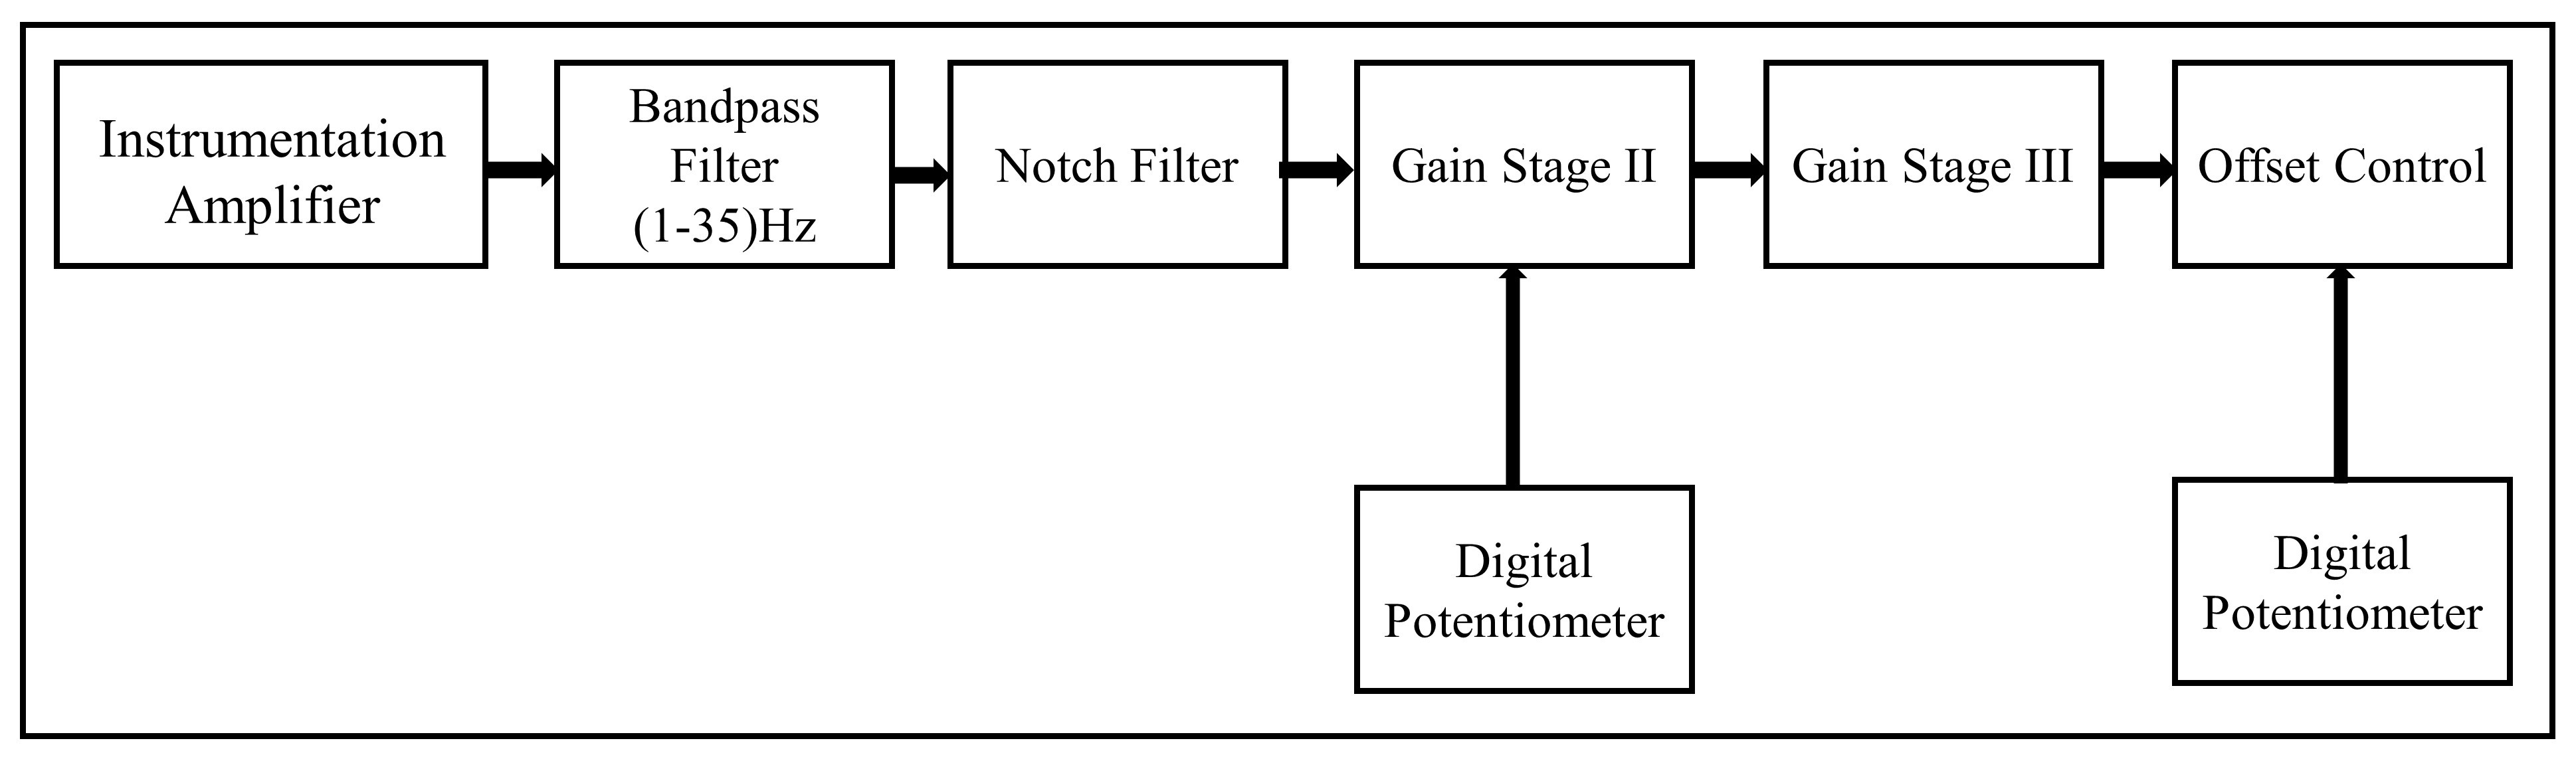 Instrumentation
Amplifier
Bandpass
Filter
(1-35)Hz
Notch Filter
Gain Stage II
Gain Stage III
Offset Control
Digital
Potentiometer
Digital
Potentiometer